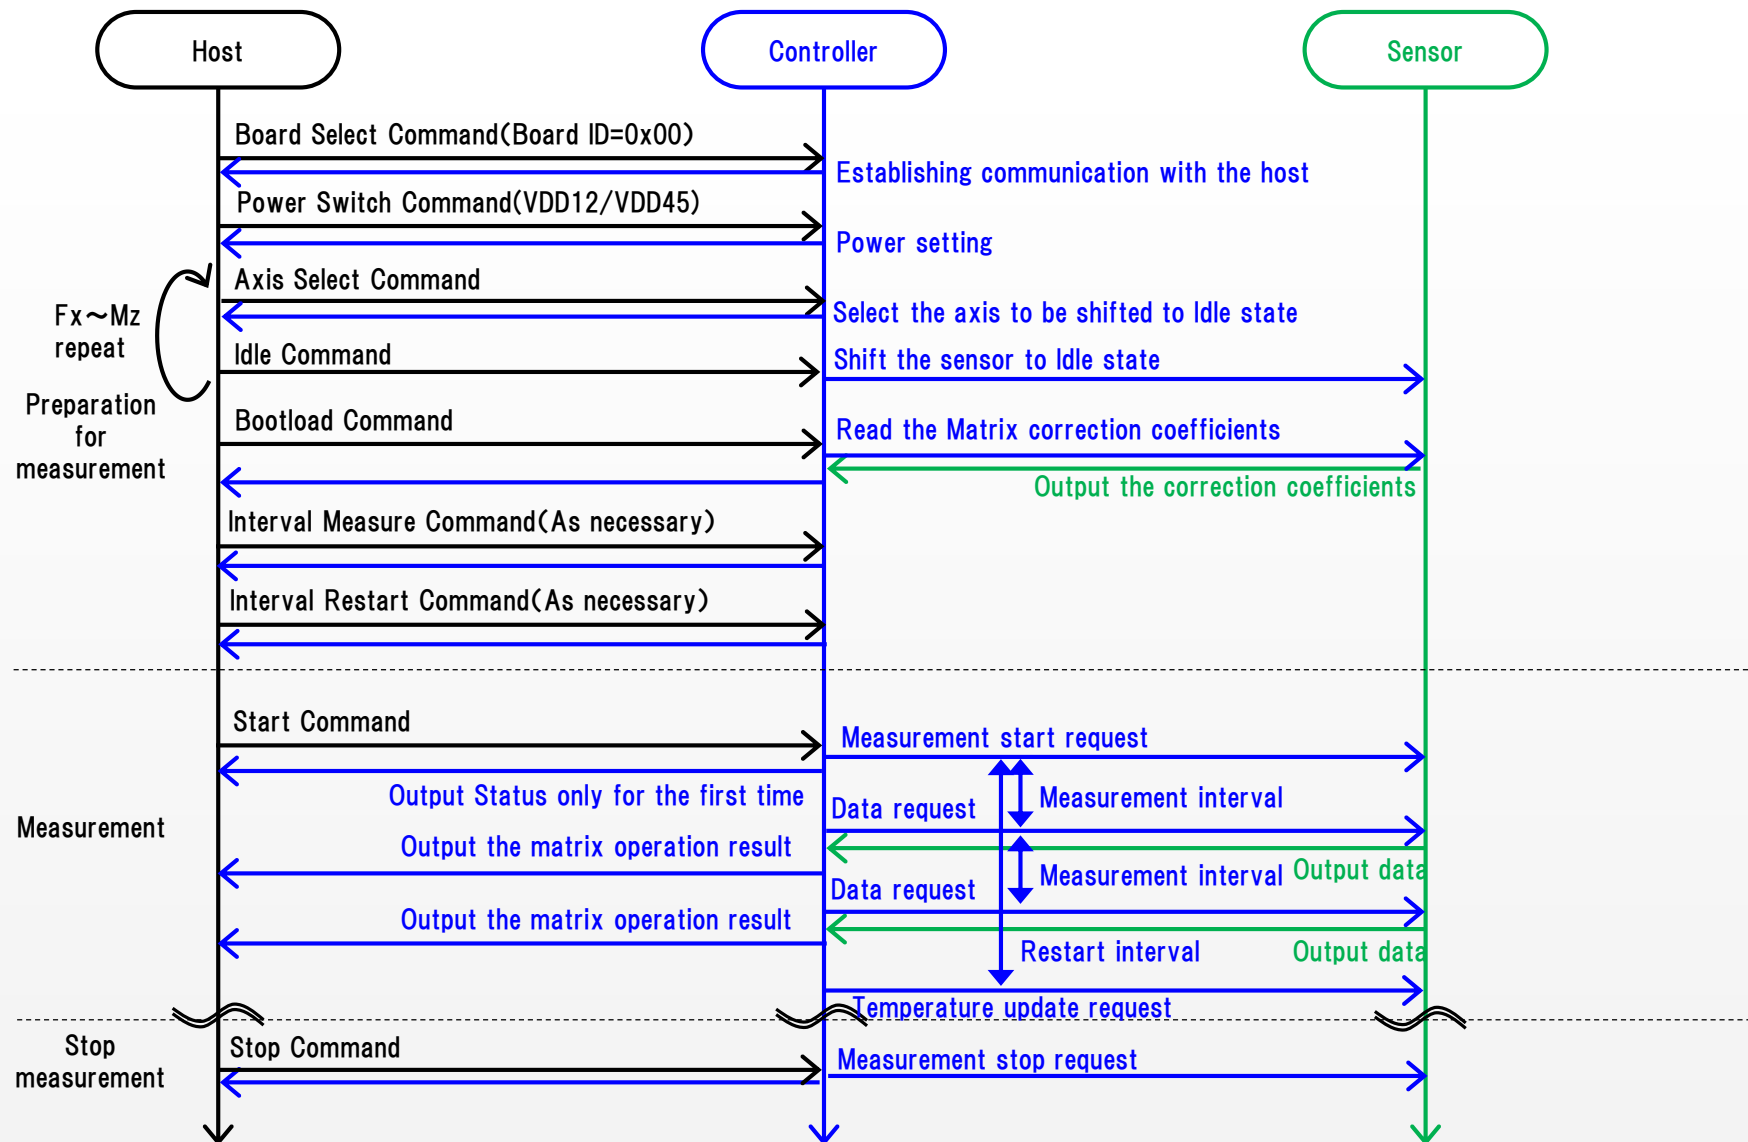 Host
Controller
Sensor
Board Select Command(Board ID=0x00)
Establishing communication with the host
Power Switch Command(VDD12/VDD45)
Power setting
Axis Select Command
Select the axis to be shifted to Idle state
Fx～Mz
repeat
Idle Command
Shift the sensor to Idle state
Preparation
for
measurement
Bootload Command
Read the Matrix correction coefficients
Output the correction coefficients
Interval Measure Command(As necessary)
Interval Restart Command(As necessary)
Start Command
Measurement start request
Output Status only for the first time
Data request
Measurement interval
Measurement
Output the matrix operation result
Output data
Data request
Measurement interval
Output the matrix operation result
Restart interval
Output data
Temperature update request
Stop
measurement
Stop Command
Measurement stop request